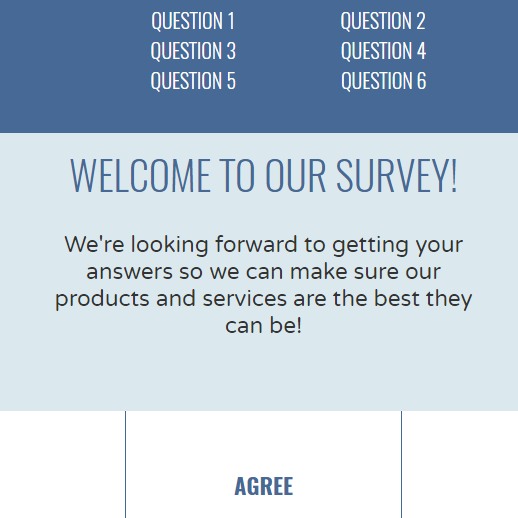 QUESTION 1 QUESTION 2
QUESTION 3 QUESTION 4
QUESTION 5 QUESTION 6
WELCOME TO OUR SURVEY!
We're looking forward to getting your
answers so we can make sure our
products and services are the best they
can be!
AGREE